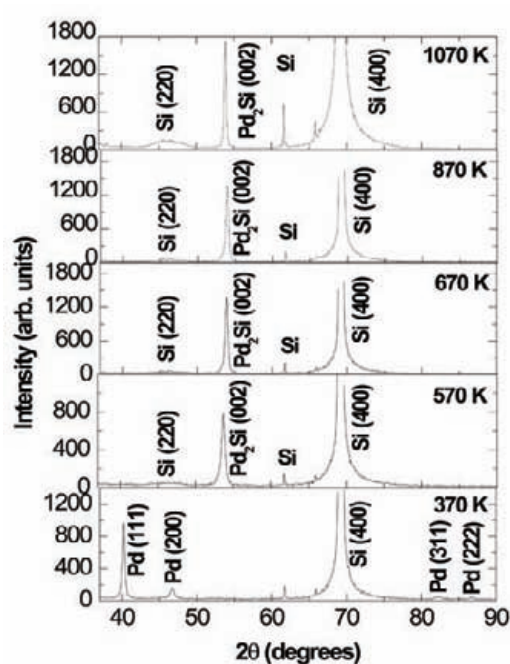 Intensity (arb. units)
1800
1200
600
0
Si (220)
Pd2Si (002)
Si
Si (400)
1070 K
1800
1200
600
0
Si (220)
Pd2Si (002)
Si
Si (400)
870 K
1800
1200
600
0
Si (220)
Pd2Si (002)
Si
Si (400)
670 K
800
400
0
Si (220)
Pd2Si (002)
Si
Si (400)
570 K
1200
800
400
0
Pd (111)
Pd (200)
Si (400)
370 K
Pd (311)
Pd (222)
40 50 60 70 80 90
2θ (degrees)